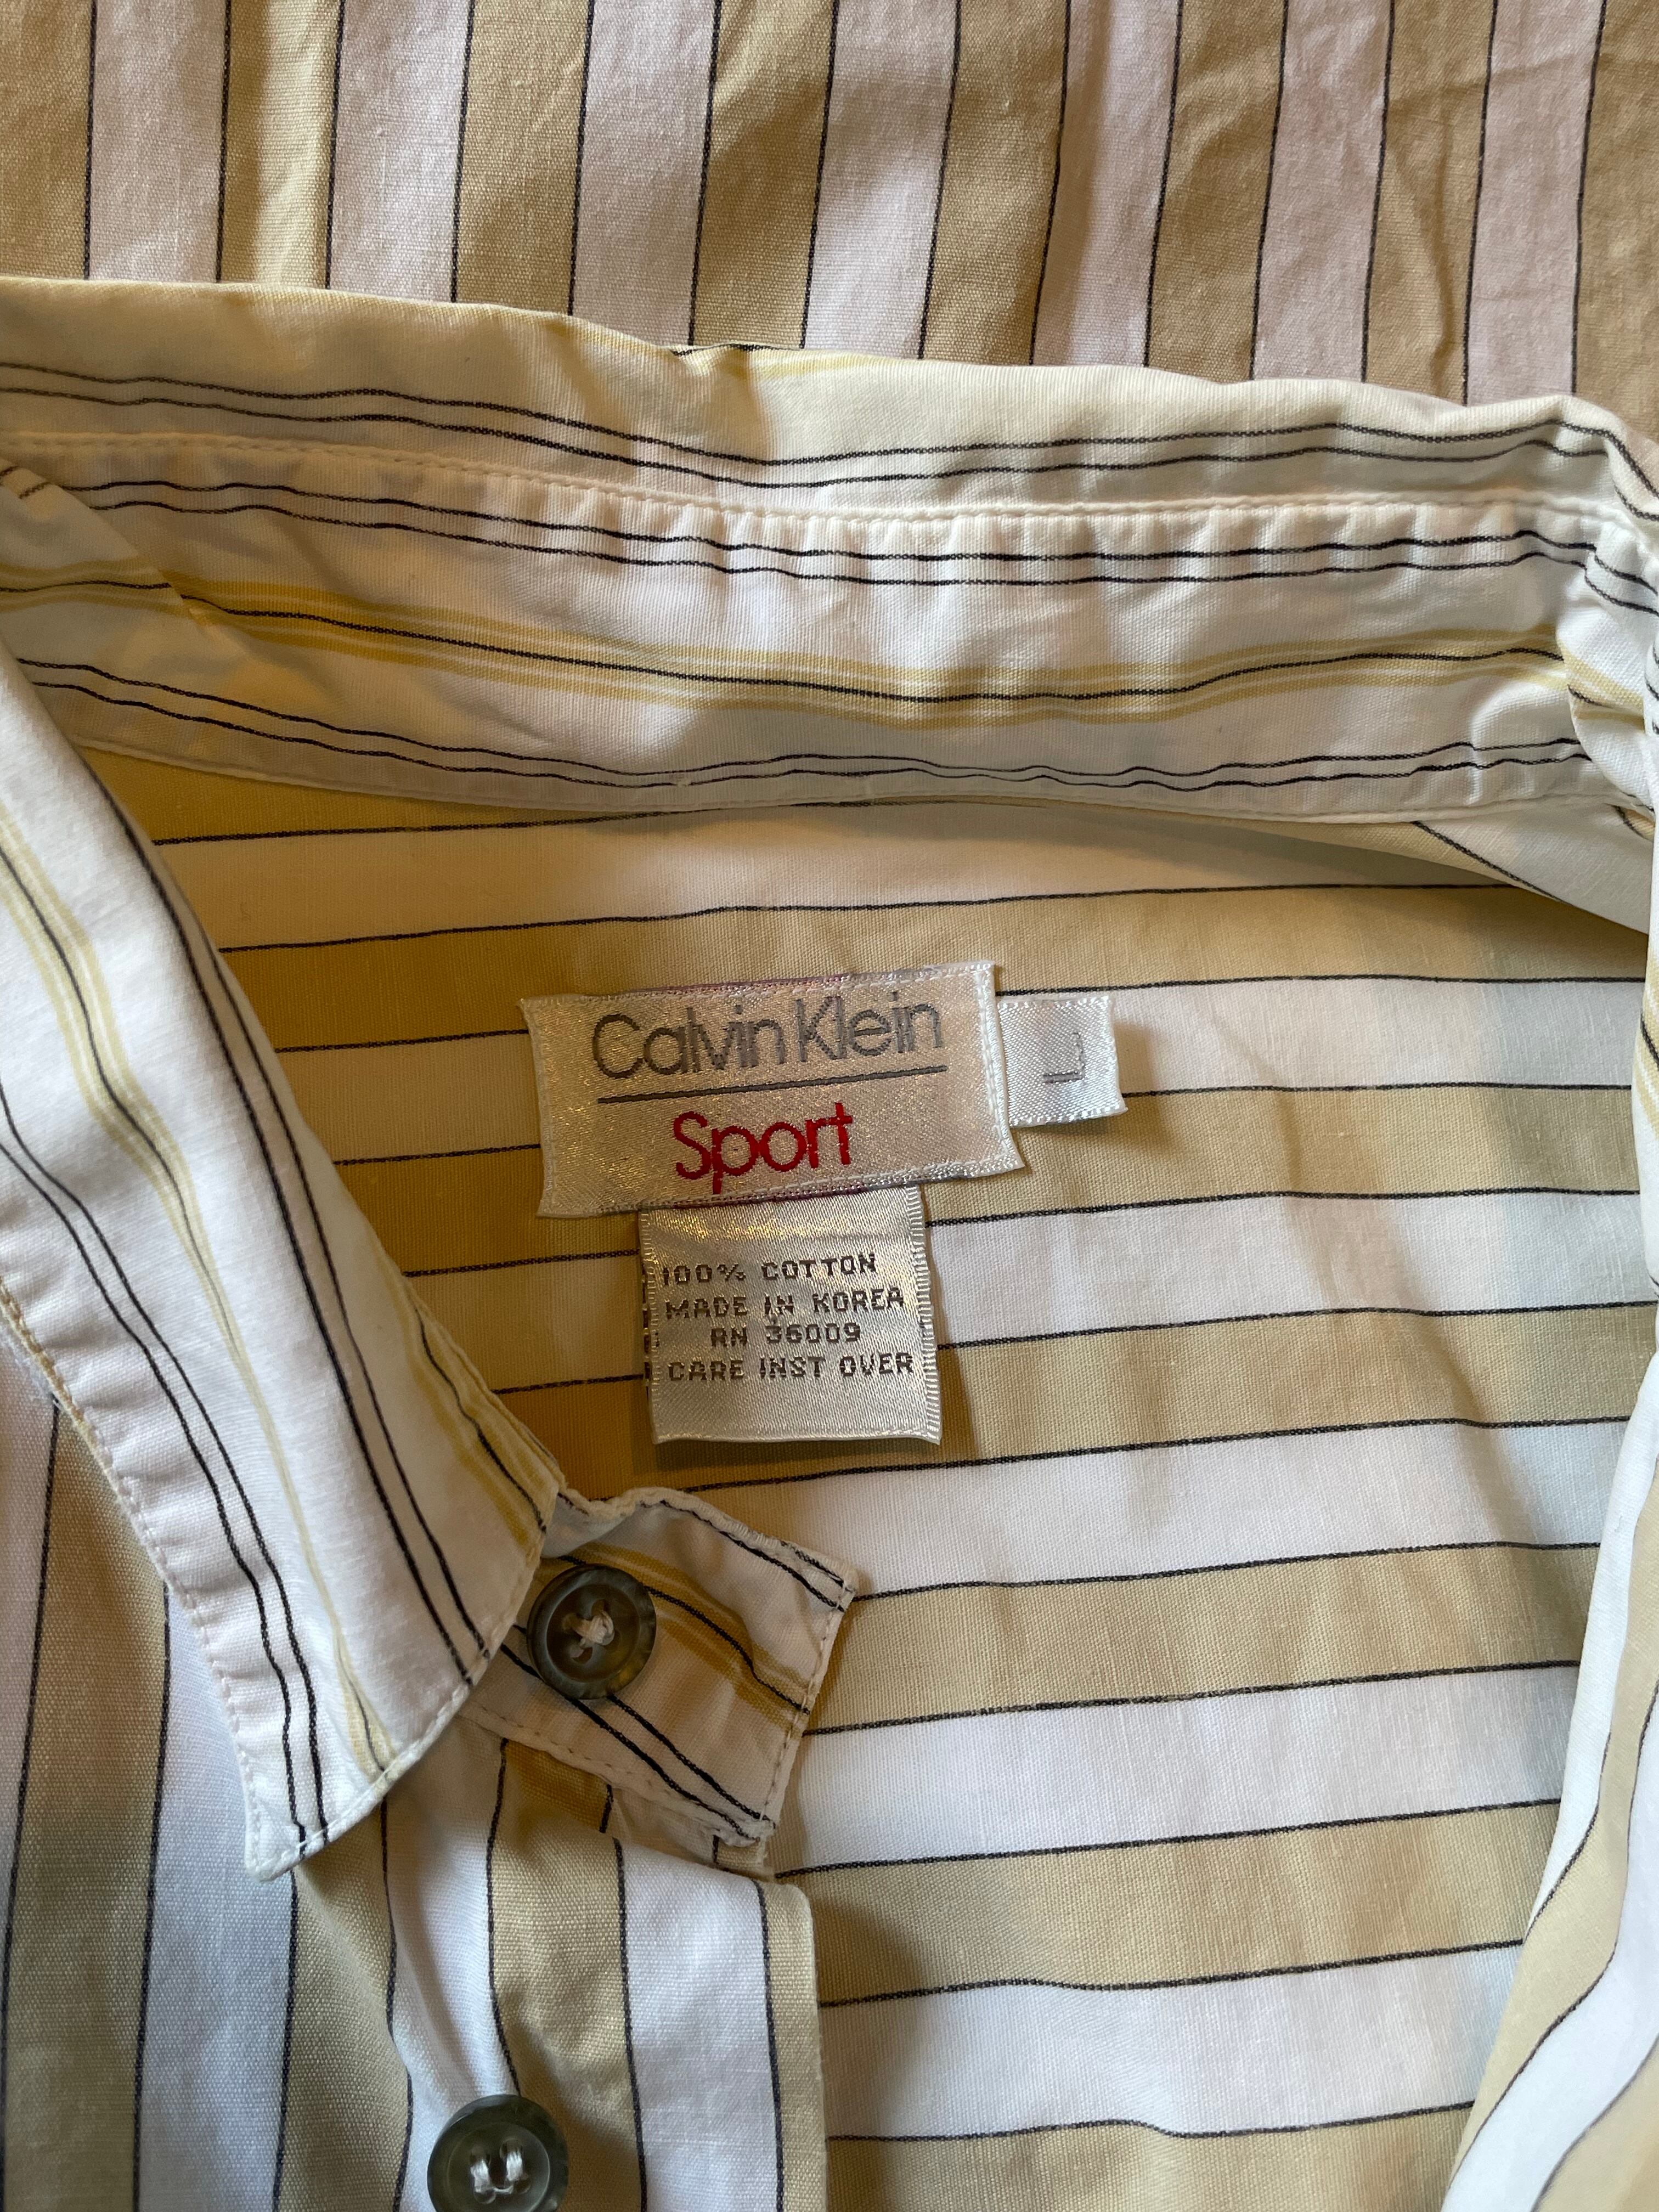 Calvin Klein
Sport
L
100% COTTON
MADE IN KOREA
RN 36009
CARE INST OVER